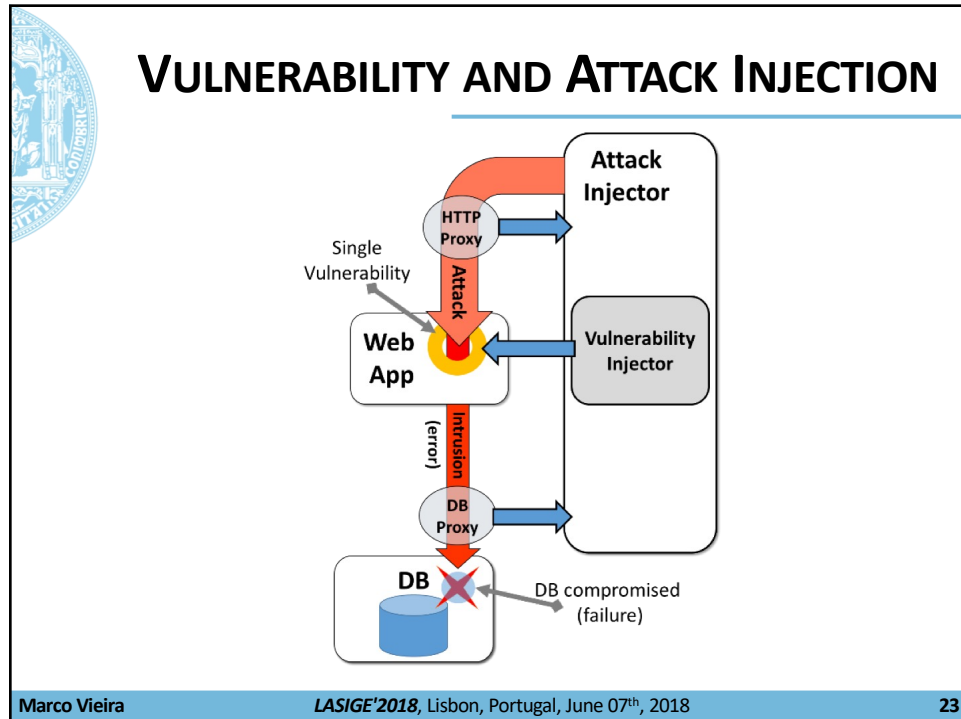 VULNERABILITY AND ATTACK INJECTION
Attack
Injector
HTTP
Proxy
Single
Vulnerability
Attack
Web
App
Vulnerability
Injector
Intrusion
(error)
DB
Proxy
DB
DB compromised
(failure)
Marco Vieira
LASIGE'2018, Lisbon, Portugal, June 07th, 2018
23